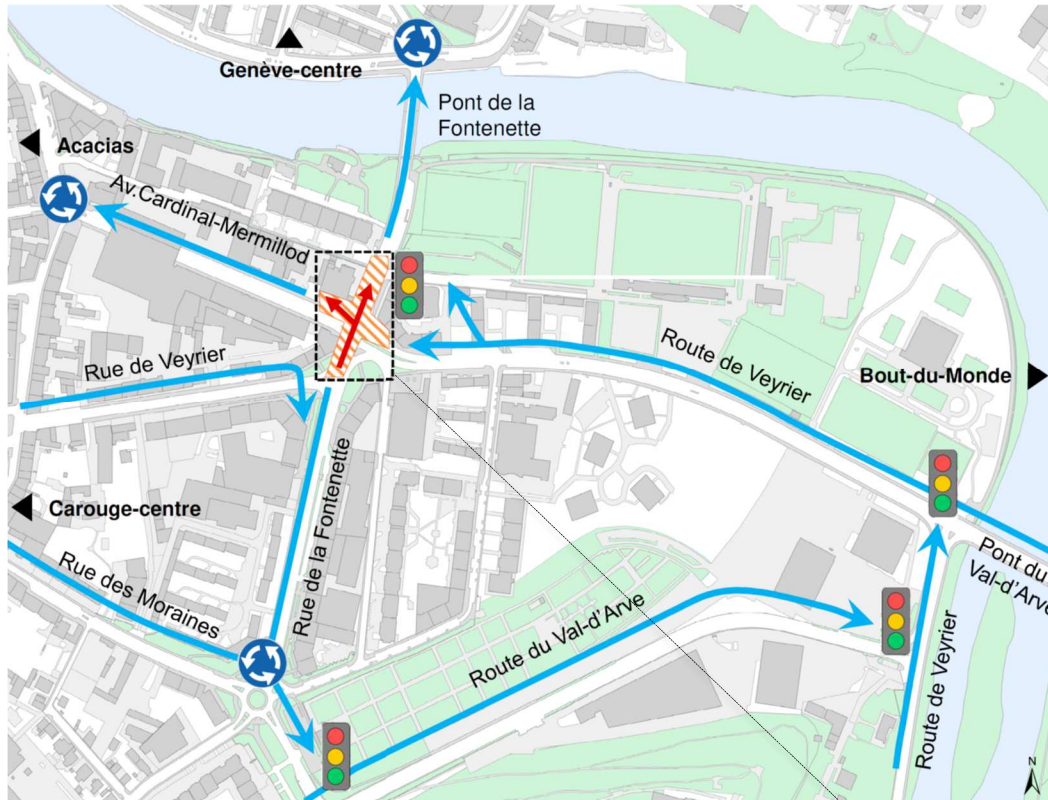 Genève-centre
Pont de la
Fontenette
Acacias
Av.Cardinal-Mermillod
Rue de Veyrier
Route de Veyrier
Bout-du-Monde
Carouge-centre
Rue de la Fontenette
Rue des Moraines
Pont du
Val-d'Arve
Route du Val-d'Arve
Route de Veyrier
N